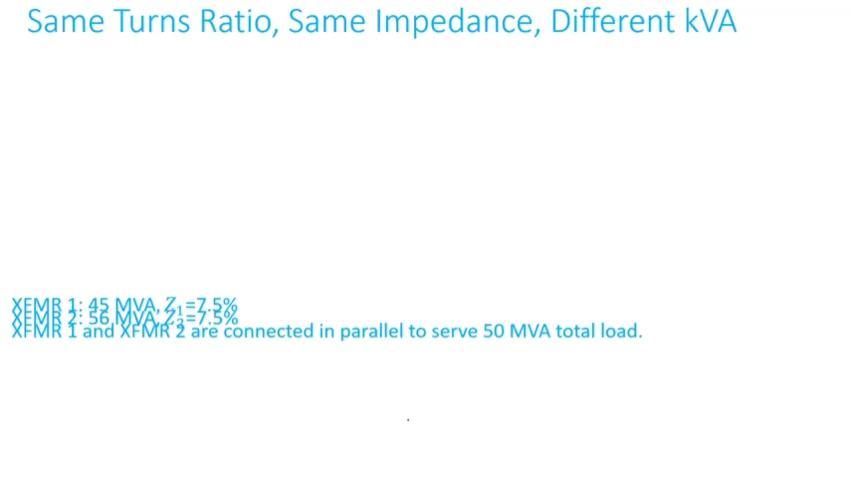 Same Turns Ratio, Same Impedance, Different kVA
XFMR 1: 45 MVA, Z₁=7.5%
XFMR 2: 56 MVA, Z₂=7.5%
XFMR 1 and XFMR 2 are connected in parallel to serve 50 MVA total load.